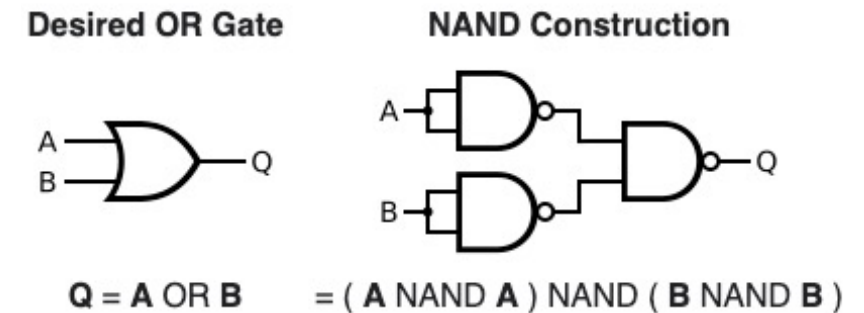 Desired OR Gate
NAND Construction
A
B
Q
A
B
Q
Q = A OR B
= ( A NAND A ) NAND ( B NAND B )